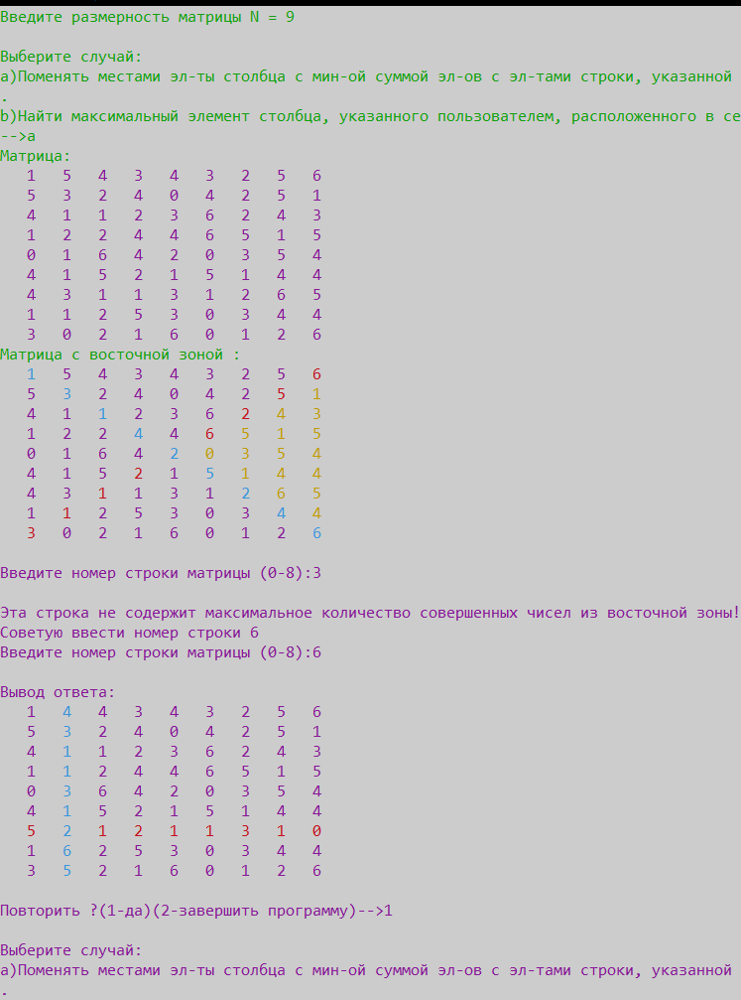 Введите размерность матрицы N = 9
Выберите случай:
a)Поменять местами эл-ты столбца с мин-ой суммой эл-ов с эл-тами строки, указанной
.
b)Найти максимальный элемент столбца, указанного пользователем, расположенного в се
-->a
Матрица:
1 5 4 3 4 3 2 5 6
5 3 2 4 0 4 2 5 1
4 1 1 2 3 6 2 4 3
1 2 2 4 4 6 5 1 5
0 1 6 4 2 0 3 5 4
4 1 5 2 1 5 1 4 4
4 3 1 1 3 1 2 6 5
1 1 2 5 3 0 3 4 4
3 0 2 1 6 0 1 2 6
Матрица с восточной зоной :
1 5 4 3 4 3 2 5 6
5 3 2 4 0 4 2 5 1
4 1 1 2 3 6 2 4 3
1 2 2 4 4 6 5 1 5
0 1 6 4 2 0 3 5 4
4 1 5 2 1 5 1 4 4
4 3 1 1 3 1 2 6 5
1 1 2 5 3 0 3 4 4
3 0 2 1 6 0 1 2 6
Введите номер строки матрицы (0-8):3
Эта строка не содержит максимальное количество совершенных чисел из восточной зоны!
Советую ввести номер строки 6
Введите номер строки матрицы (0-8):6
Вывод ответа:
1 4 4 3 4 3 2 5 6
5 3 2 4 0 4 2 5 1
4 1 1 2 3 6 2 4 3
1 1 2 4 4 6 5 1 5
0 3 6 4 2 0 3 5 4
4 1 5 2 1 5 1 4 4
5 2 1 2 1 1 3 1 0
1 6 2 5 3 0 3 4 4
3 5 2 1 6 0 1 2 6
Повторить ?(1-да)(2-завершить программу)-->1
Выберите случай:
a)Поменять местами эл-ты столбца с мин-ой суммой эл-ов с эл-тами строки, указанной
.